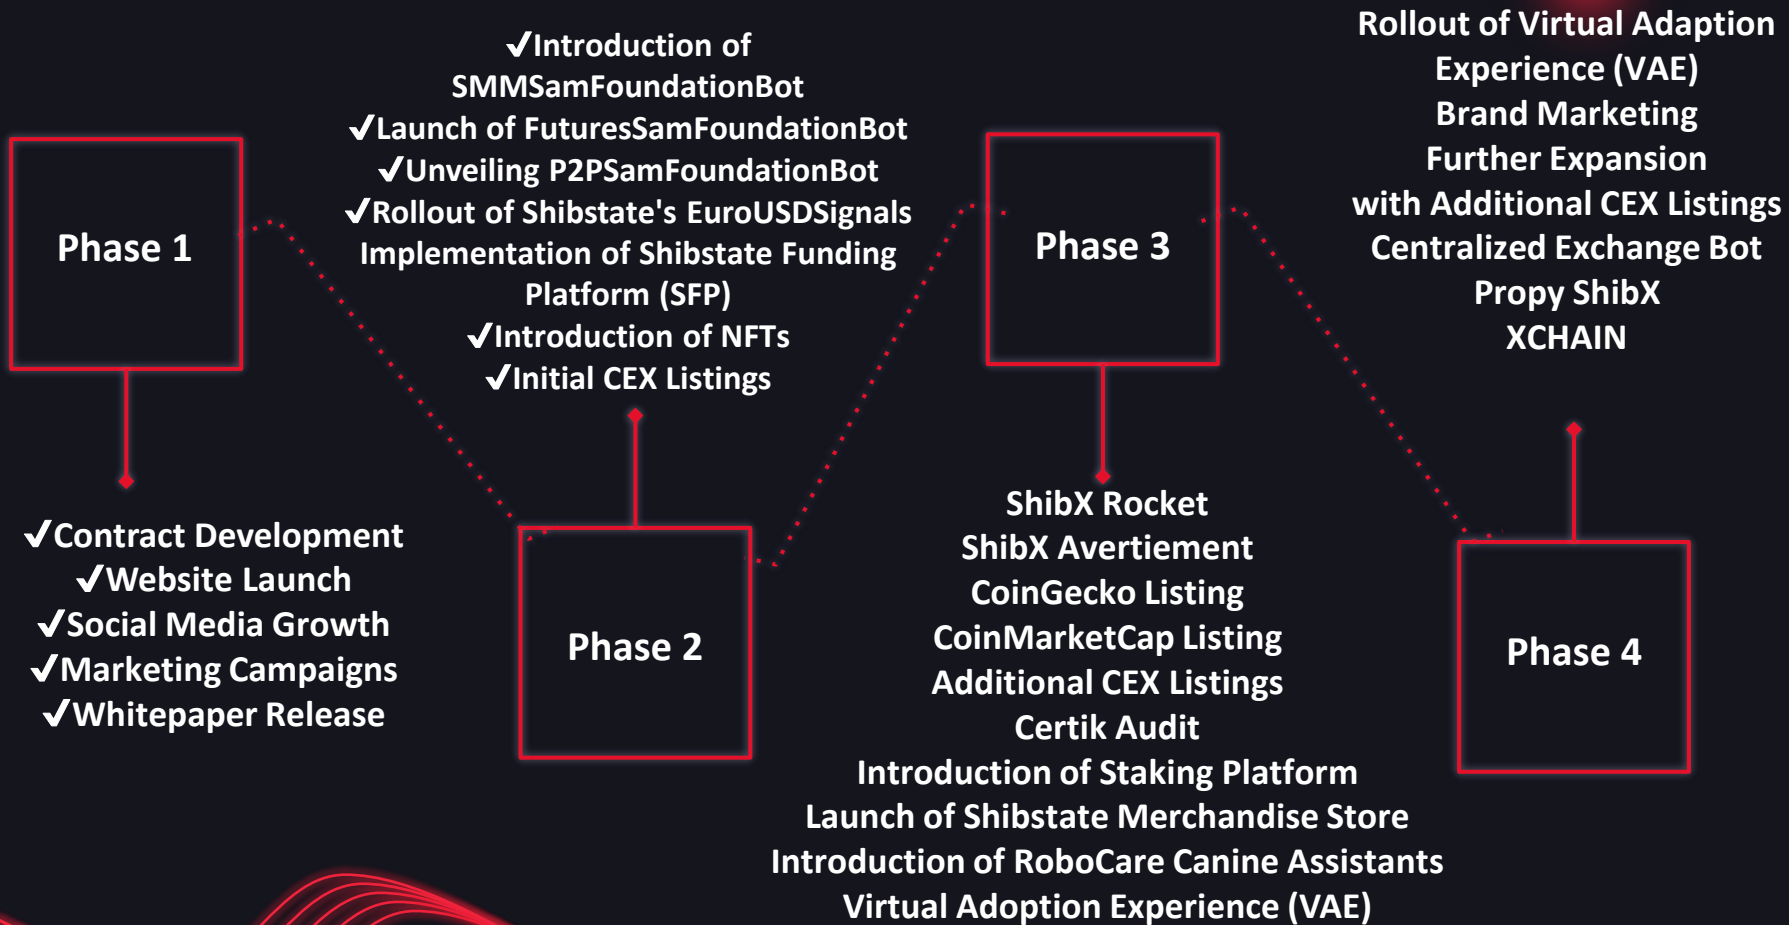 Phase 1
✓Contract Development
✓Website Launch
✓Social Media Growth
✓Marketing Campaigns
✓Whitepaper Release
✓Introduction of
SMMSamFoundationBot
✓Launch of FuturesSamFoundationBot
✓Unveiling P2PSamFoundationBot
✓Rollout of Shibstate's EuroUSDSignals
Implementation of Shibstate Funding
Platform (SFP)
✓Introduction of NFTs
✓Initial CEX Listings
Phase 2
Phase 3
ShibX Rocket
ShibX Avertiement
CoinGecko Listing
CoinMarketCap Listing
Additional CEX Listings
Certik Audit
Introduction of Staking Platform
Launch of Shibstate Merchandise Store
Introduction of RoboCare Canine Assistants
Virtual Adoption Experience (VAE)
Rollout of Virtual Adaption
Experience (VAE)
Brand Marketing
Further Expansion
with Additional CEX Listings
Centralized Exchange Bot
Propy ShibX
XCHAIN
Phase 4